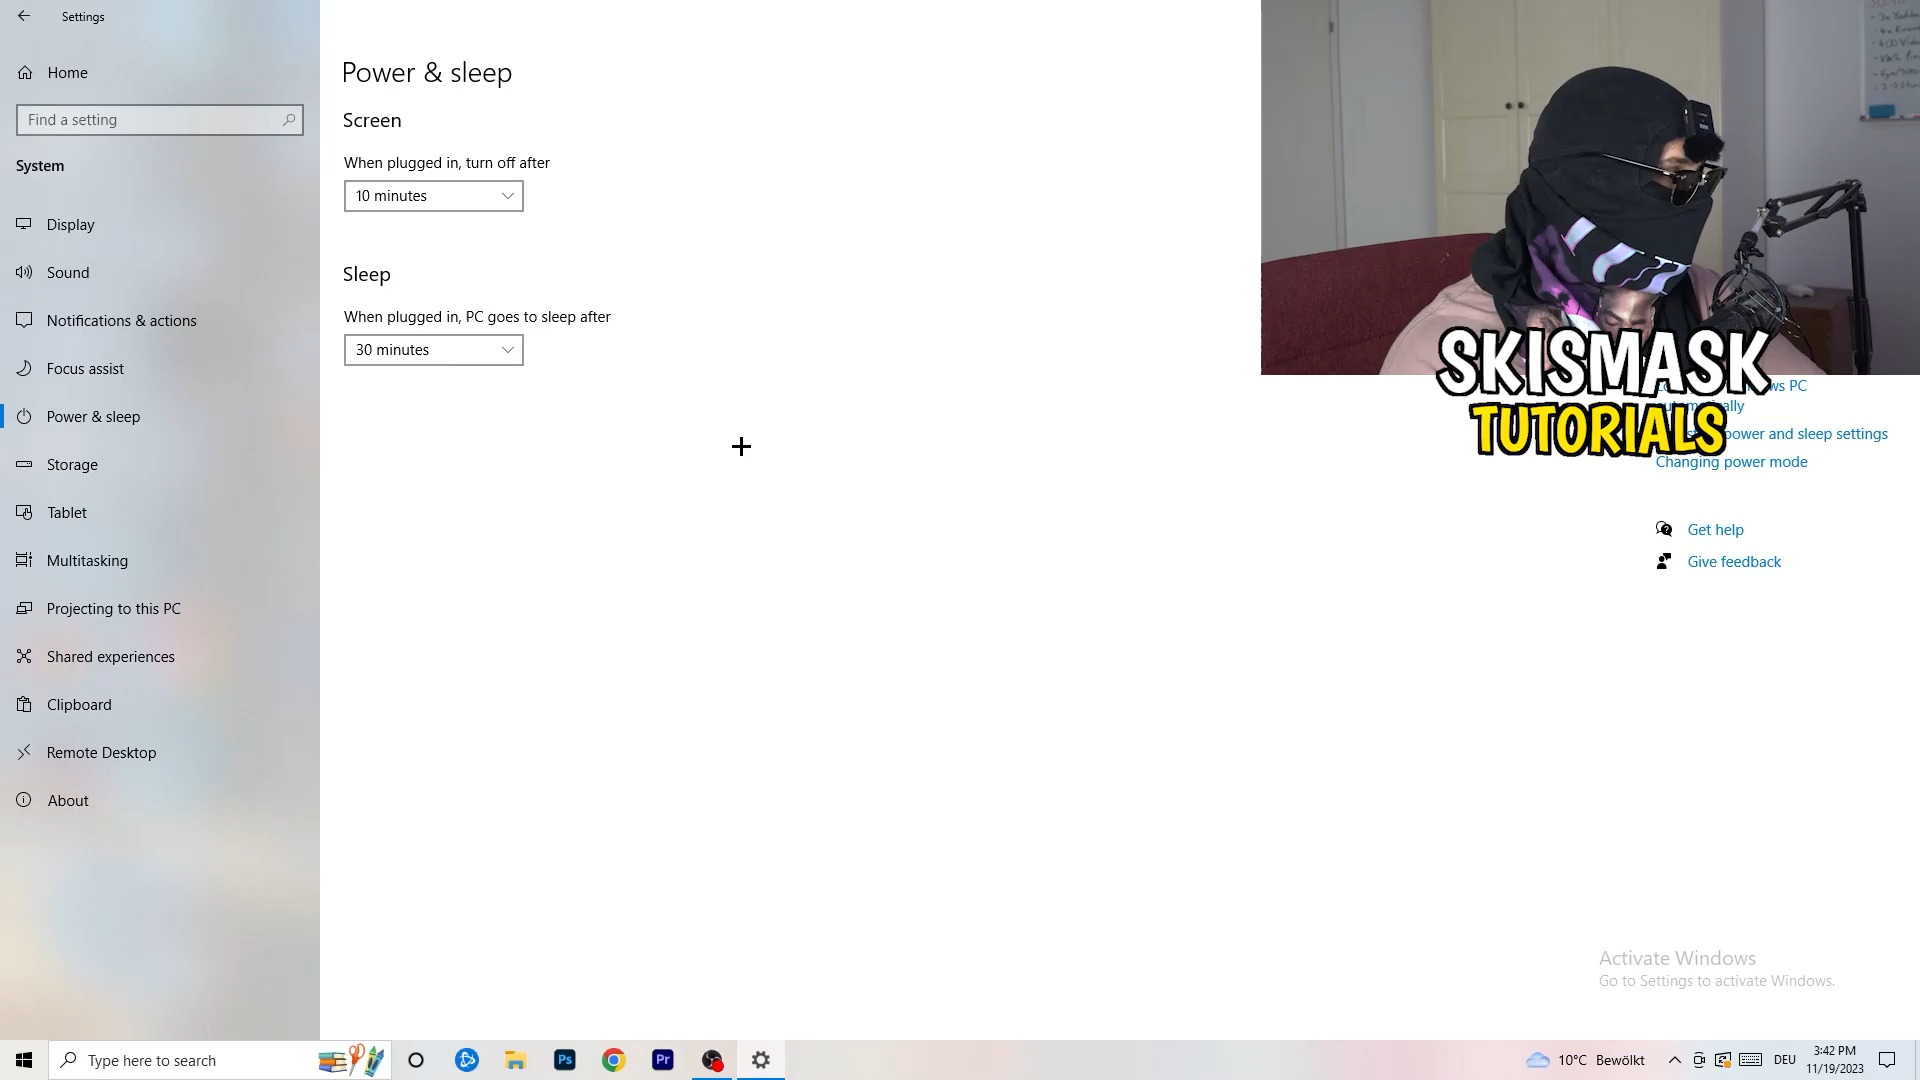 Settings
Home
Find a setting
System
Display
Sound
Notifications & actions
Focus assist
Power & sleep
Storage
Tablet
Multitasking
Projecting to this PC
Shared experiences
Clipboard
Remote Desktop
About
Power & sleep
Screen
When plugged in, turn off after
10 minutes
Sleep
When plugged in, PC goes to sleep after
30 minutes
SKISMASK
TUTORIALS
PC
power and sleep settings
Changing power mode
Get help
Give feedback
Activate Windows
Go to Settings to activate Windows.
Type here to search
Ps
Pr
10°C Bewölkt
DEU
3:42 PM
11/19/2023